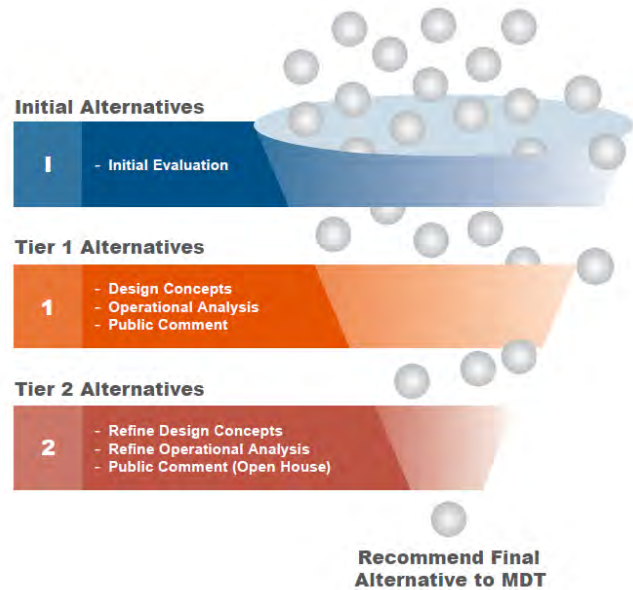 Initial Alternatives
I
- Initial Evaluation
Tier 1 Alternatives
1
- Design Concepts
- Operational Analysis
- Public Comment
Tier 2 Alternatives
2
- Refine Design Concepts
- Refine Operational Analysis
- Public Comment (Open House)
Recommend Final
Alternative to MDT